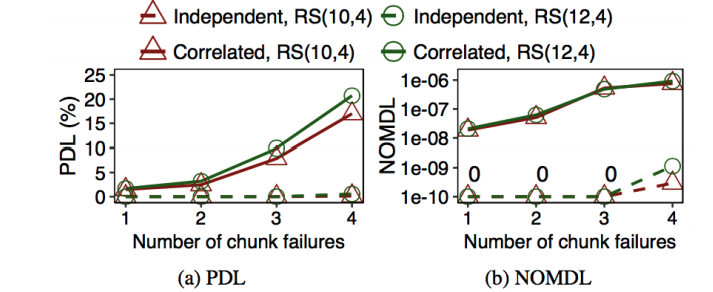 Independent, RS(10,4) Independent, RS(12,4)
Correlated, RS(10,4) Correlated, RS(12,4)
PDL (%)
25
20
15
10
5
0
1 2 3 4
Number of chunk failures
(a) PDL
NOMDL
1e-06
1e-07
1e-08
1e-09
1e-10
0 0 0
1 2 3 4
Number of chunk failures
(b) NOMDL